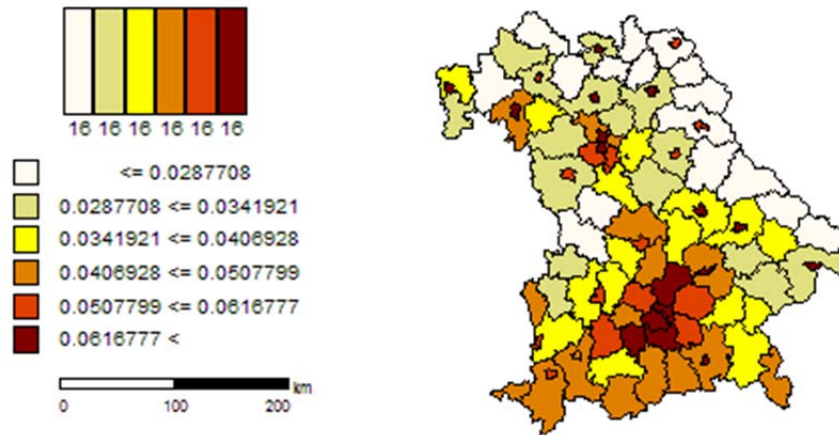 16 16 16 16 16 16
<= 0.0287708
0.0287708 <= 0.0341921
0.0341921 <= 0.0406928
0.0406928 <= 0.0507799
0.0507799 <= 0.0616777
0.0616777 <
km
0 100 200